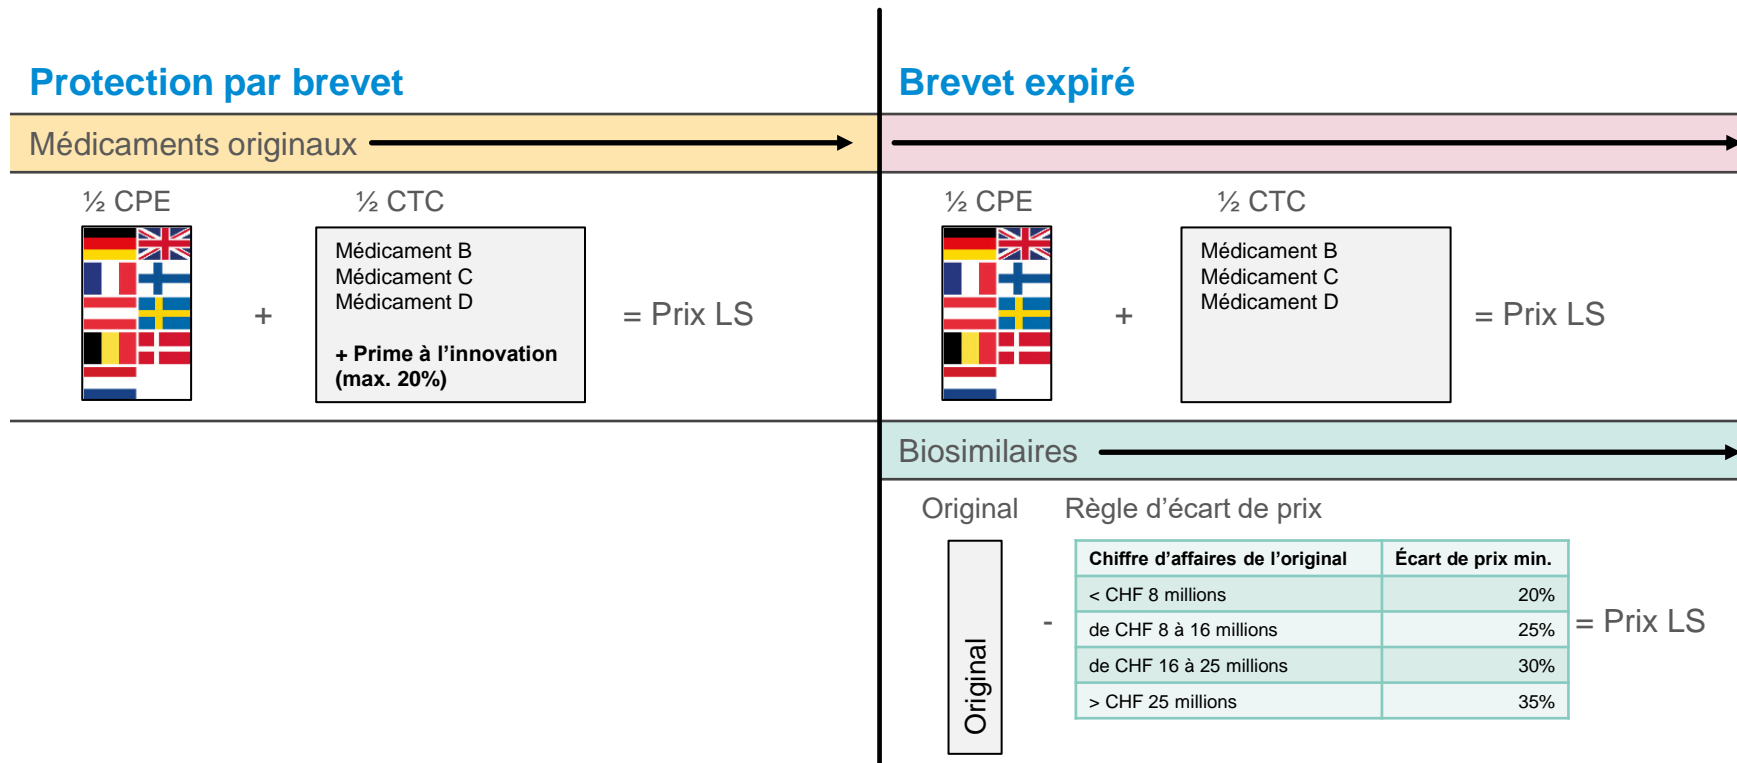 Protection par brevet
Médicaments originaux
½ CPE
½ CTC
Médicament B
Médicament C
Médicament D
+ Prime à l’innovation
(max. 20%)
+
= Prix LS
Brevet expiré
½ CPE
½ CTC
Médicament B
Médicament C
Médicament D
+
= Prix LS
Biosimilaires
Original
Règle d’écart de prix
Original
-
Chiffre d’affaires de l’original Écart de prix min.
< CHF 8 millions 20%
de CHF 8 à 16 millions 25%
de CHF 16 à 25 millions 30%
> CHF 25 millions 35%
= Prix LS